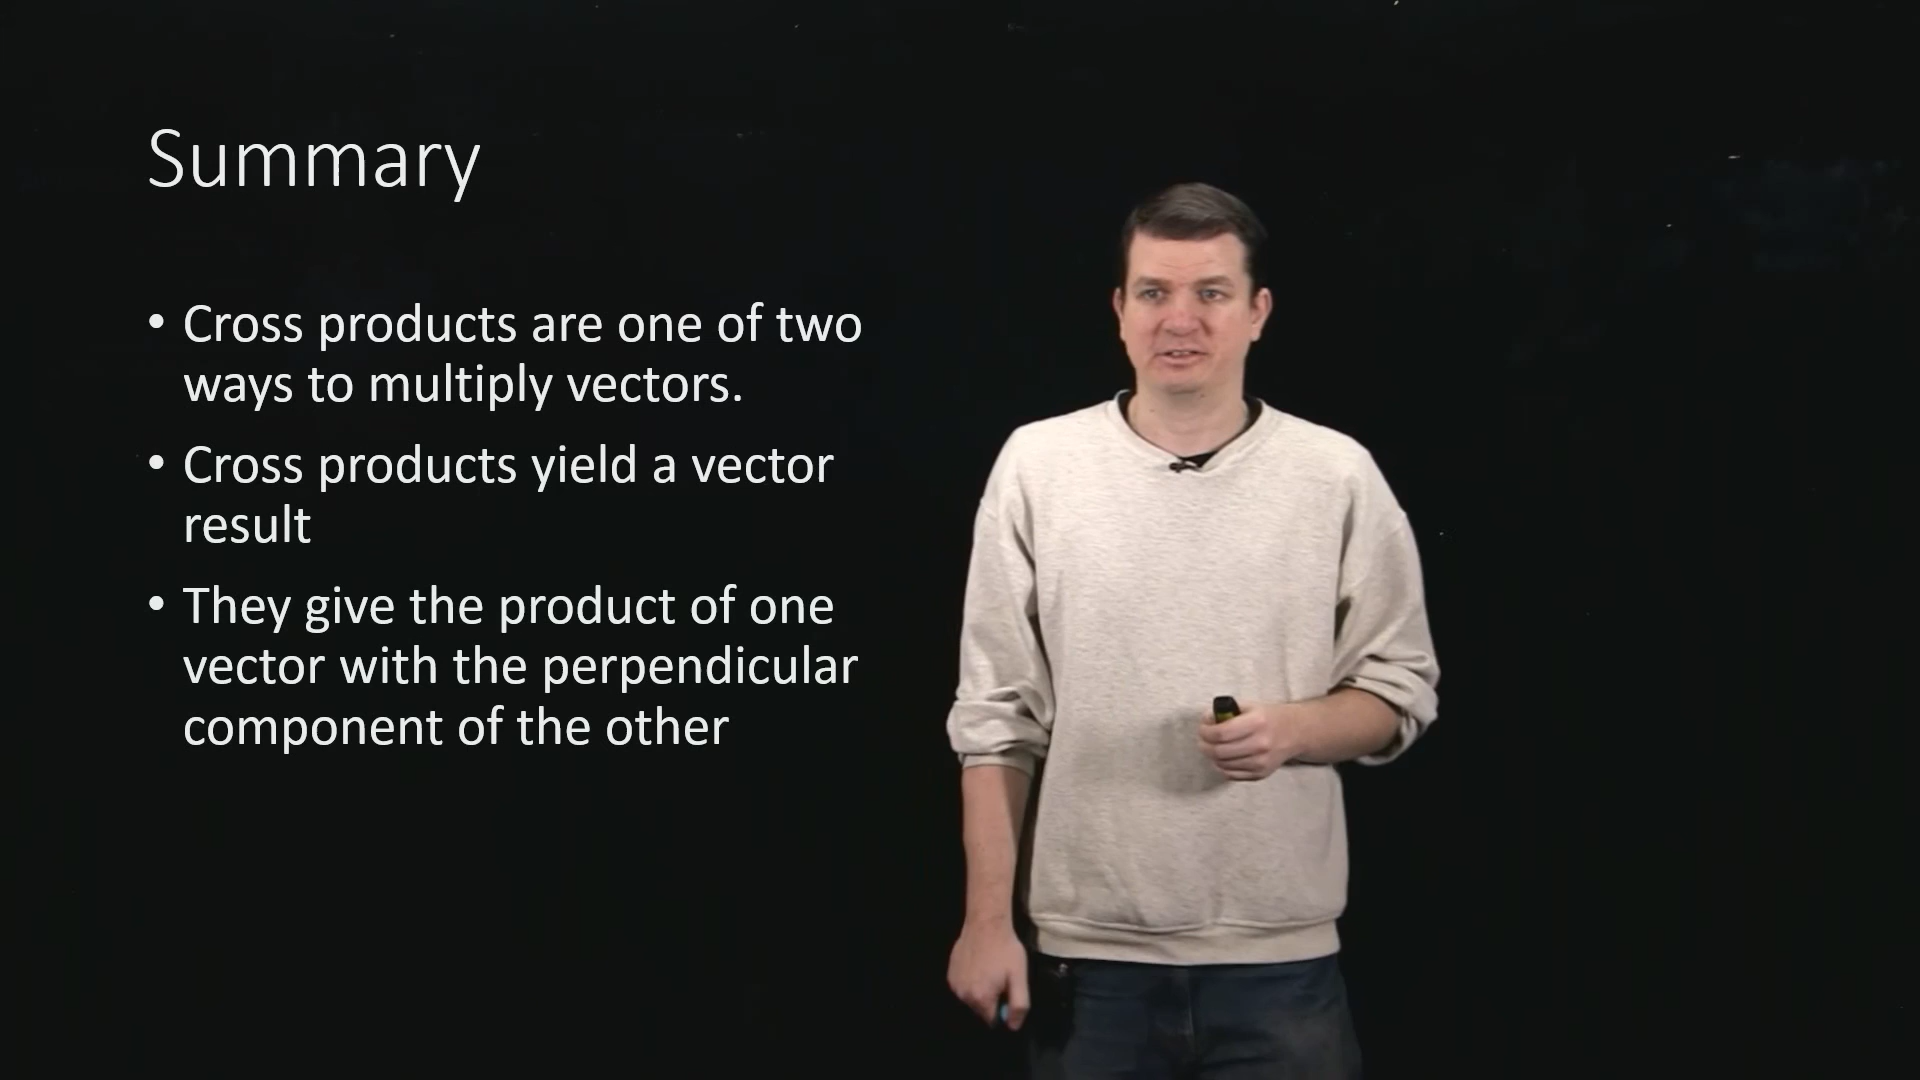 Summary
• Cross products are one of two
ways to multiply vectors.
• Cross products yield a vector
result
• They give the product of one
vector with the perpendicular
component of the other